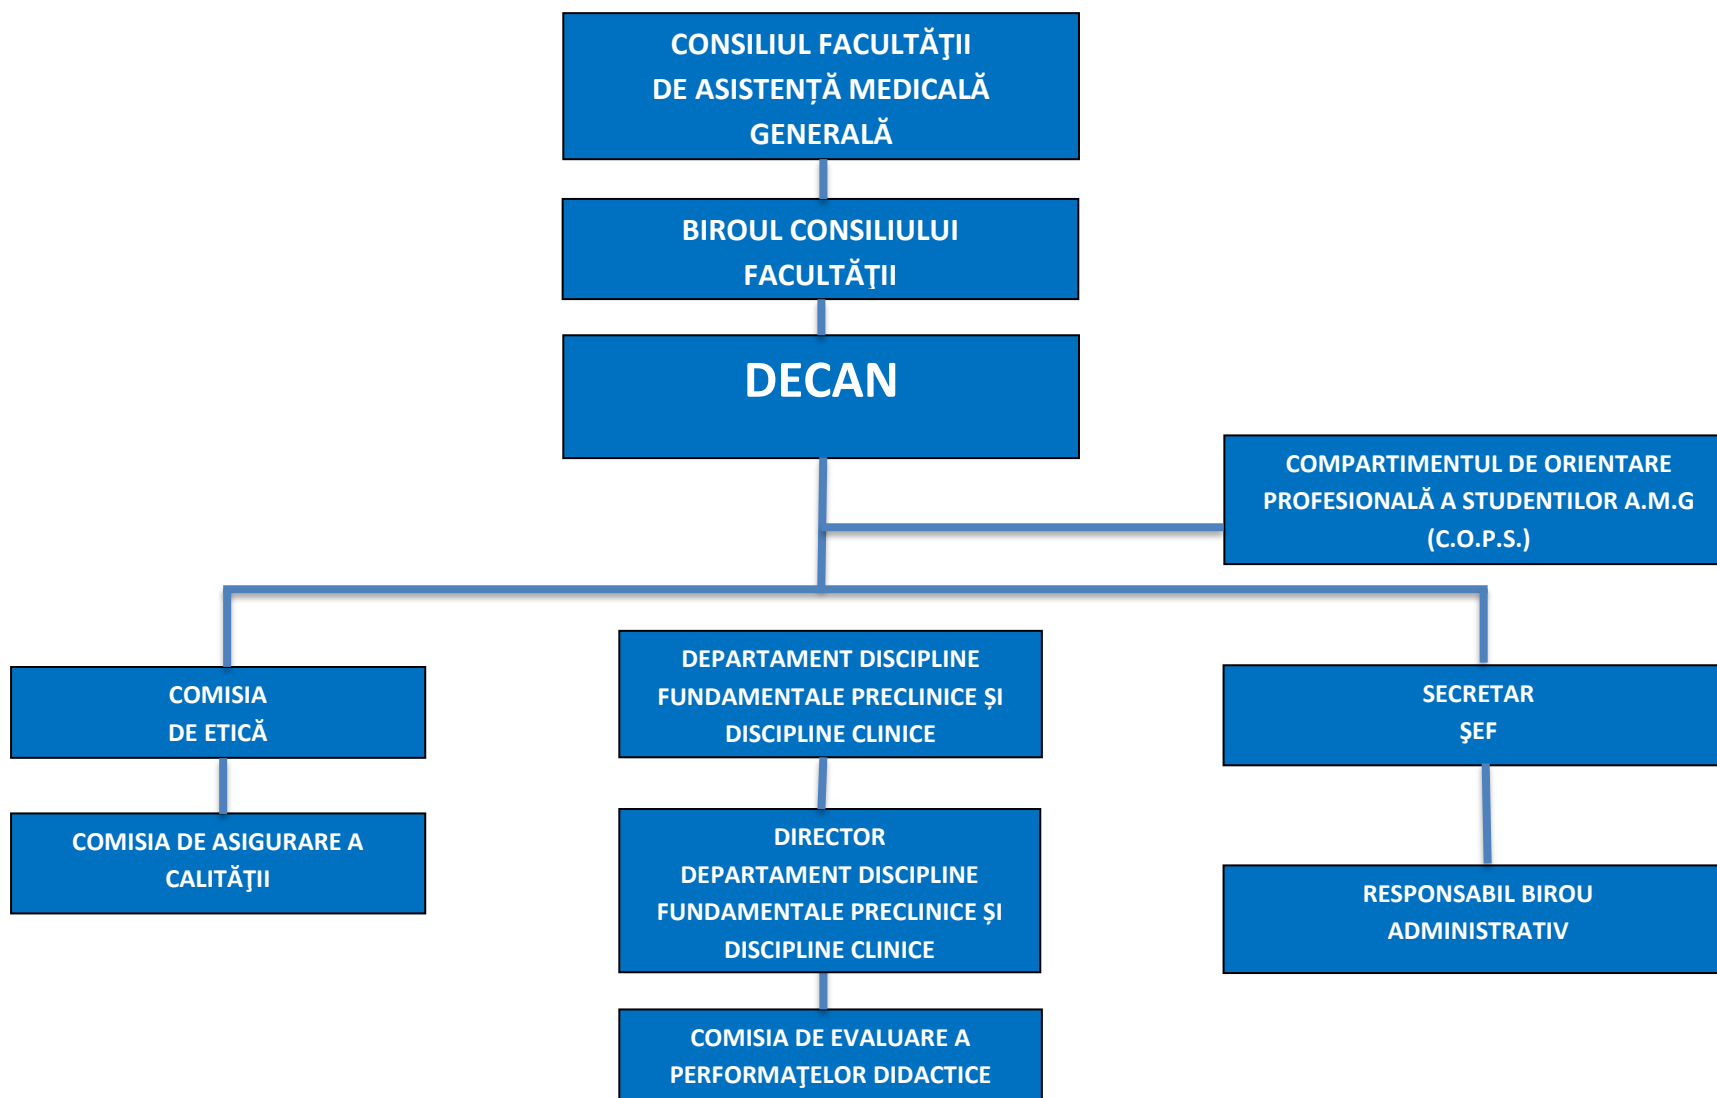 CONSILIUL FACULTĂŢII
DE ASISTENȚĂ MEDICALĂ
GENERALĂ
BIROUL CONSILIULUI
FACULTĂŢII
DECAN
COMPARTIMENTUL DE ORIENTARE
PROFESIONALĂ A STUDENTILOR A.M.G
(C.O.P.S.)
COMISIA
DE ETICĂ
DEPARTAMENT DISCIPLINE
FUNDAMENTALE PRECLINICE ȘI
DISCIPLINE CLINICE
SECRETAR
ŞEF
COMISIA DE ASIGURARE A
CALITĂŢII
DIRECTOR
DEPARTAMENT DISCIPLINE
FUNDAMENTALE PRECLINICE ȘI
DISCIPLINE CLINICE
RESPONSABIL BIROU
ADMINISTRATIV
COMISIA DE EVALUARE A
PERFORMAŢELOR DIDACTICE